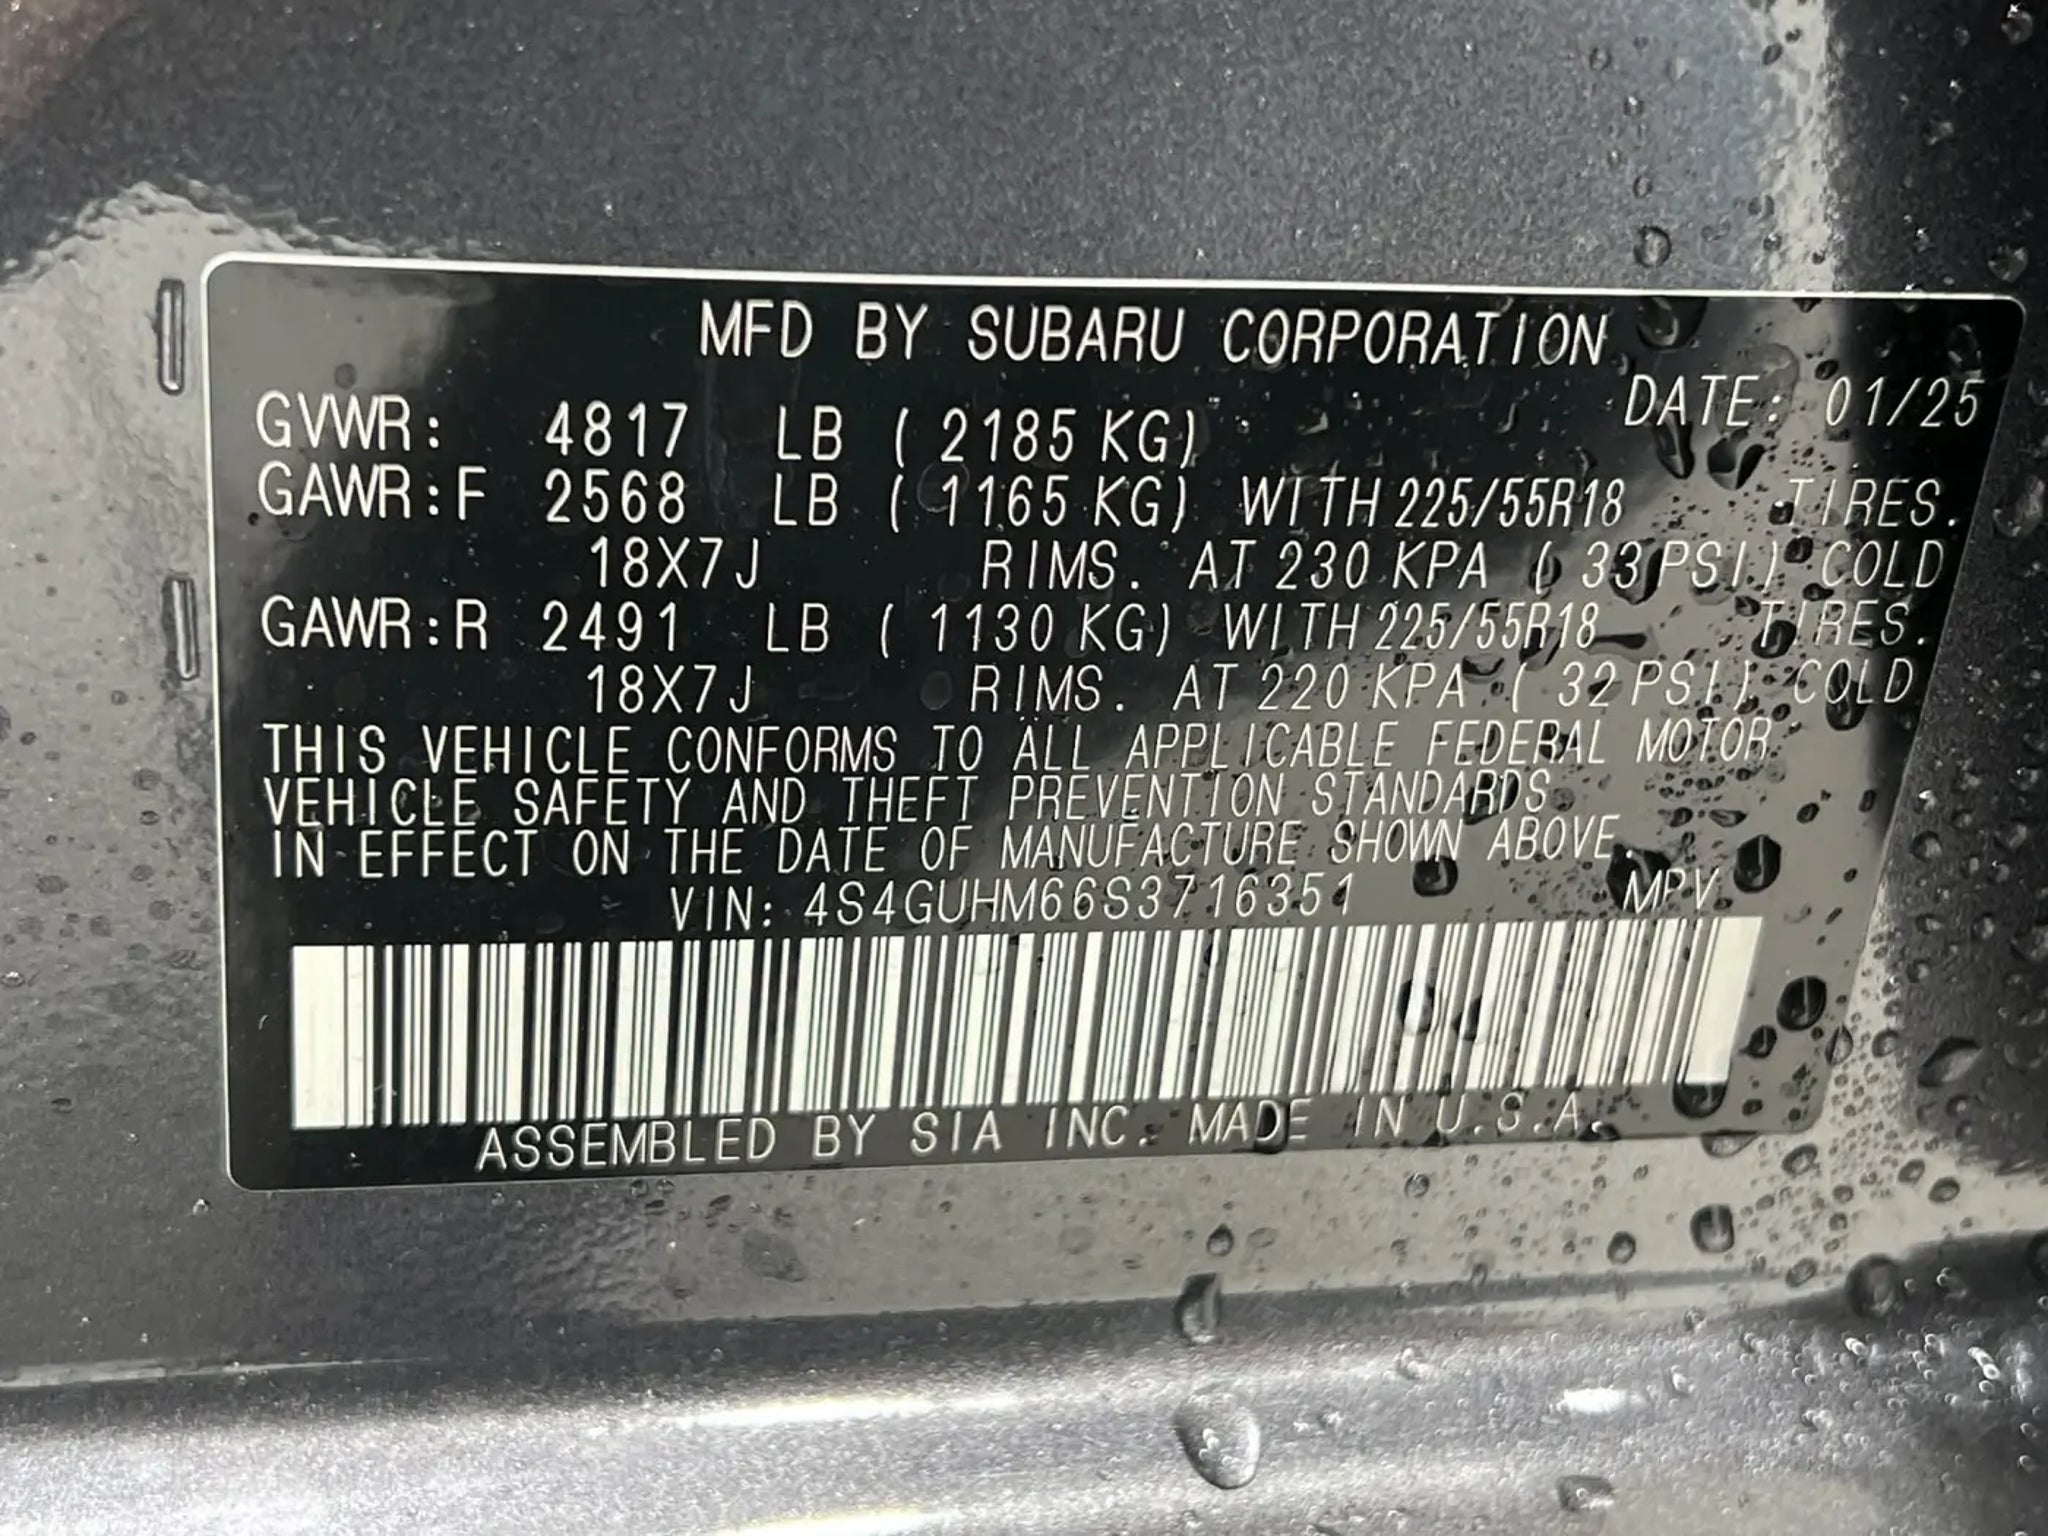 MFD BY SUBARU CORPORATION
DATE: 01/25
GVWR: 4817 LB ( 2185 KG)
GAWR:F 2568 LB ( 1165 KG) WITH 225/55R18 TIRES.
18X7J RIMS. AT 230 KPA ( 33 PSI) COLD
GAWR:R 2491 LB ( 1130 KG) WITH 225/55R18 TIRES.
18X7J RIMS. AT 220 KPA ( 32 PSI) COLD
THIS VEHICLE CONFORMS TO ALL APPLICABLE FEDERAL MOTOR
VEHICLE SAFETY AND THEFT PREVENTION STANDARDS
IN EFFECT ON THE DATE OF MANUFACTURE SHOWN ABOVE.
VIN: 4S4GUHM66S3716351 MPV
ASSEMBLED BY SIA INC. MADE IN U.S.A.